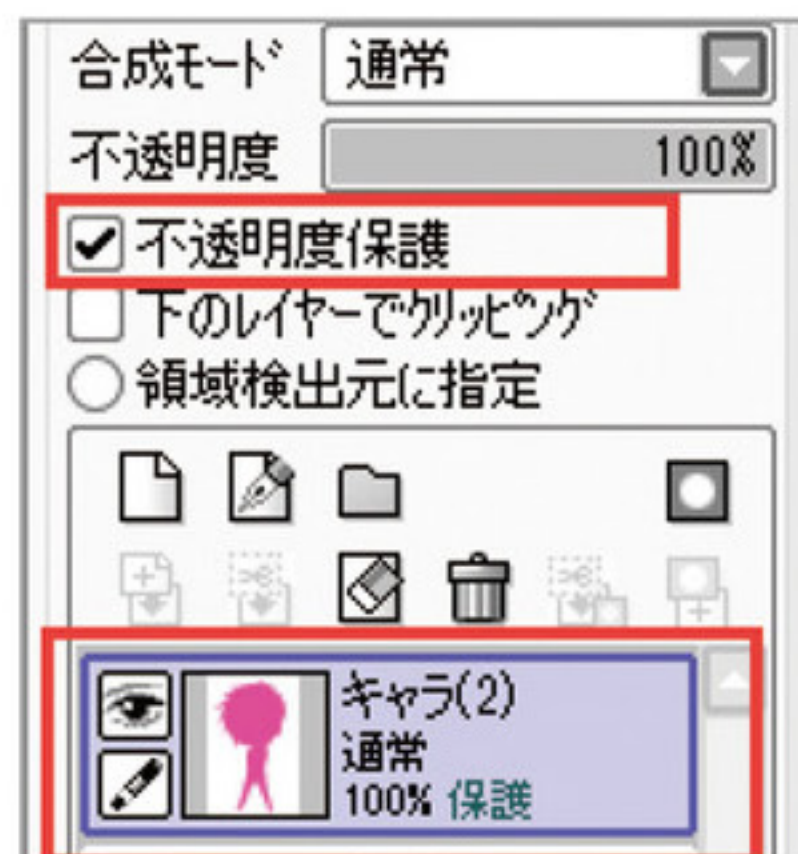 合成モード 通常
不透明度 100%
不透明度保護
下のレイヤーでクリッピング
領域検出元に指定
キャラ(2)
通常
100% 保護